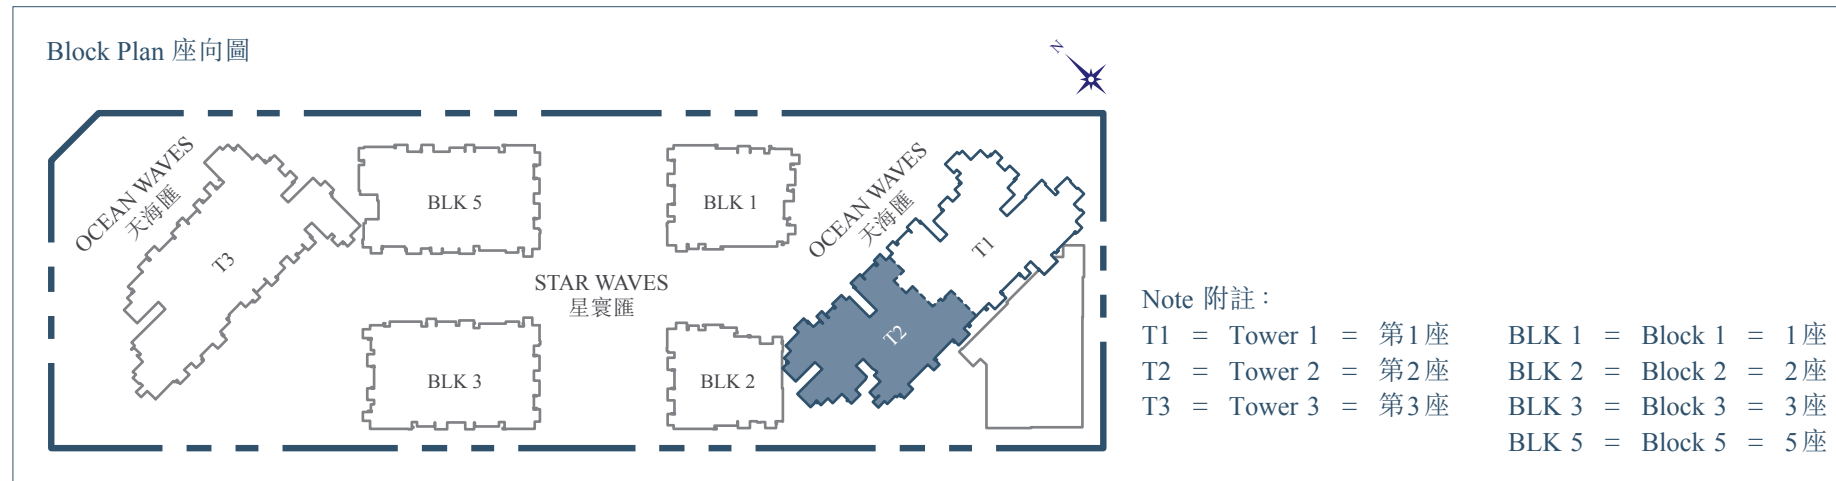 Block Plan 座向圖
N
OCEAN WAVES
天海匯
T3
BLK 5
BLK 1
OCEAN WAVES
天海匯
T1
STAR WAVES
星寰匯
BLK 3
BLK 2
T2
Note 附註：
T1 = Tower 1 = 第1座
T2 = Tower 2 = 第2座
T3 = Tower 3 = 第3座
BLK 1 = Block 1 = 1座
BLK 2 = Block 2 = 2座
BLK 3 = Block 3 = 3座
BLK 5 = Block 5 = 5座